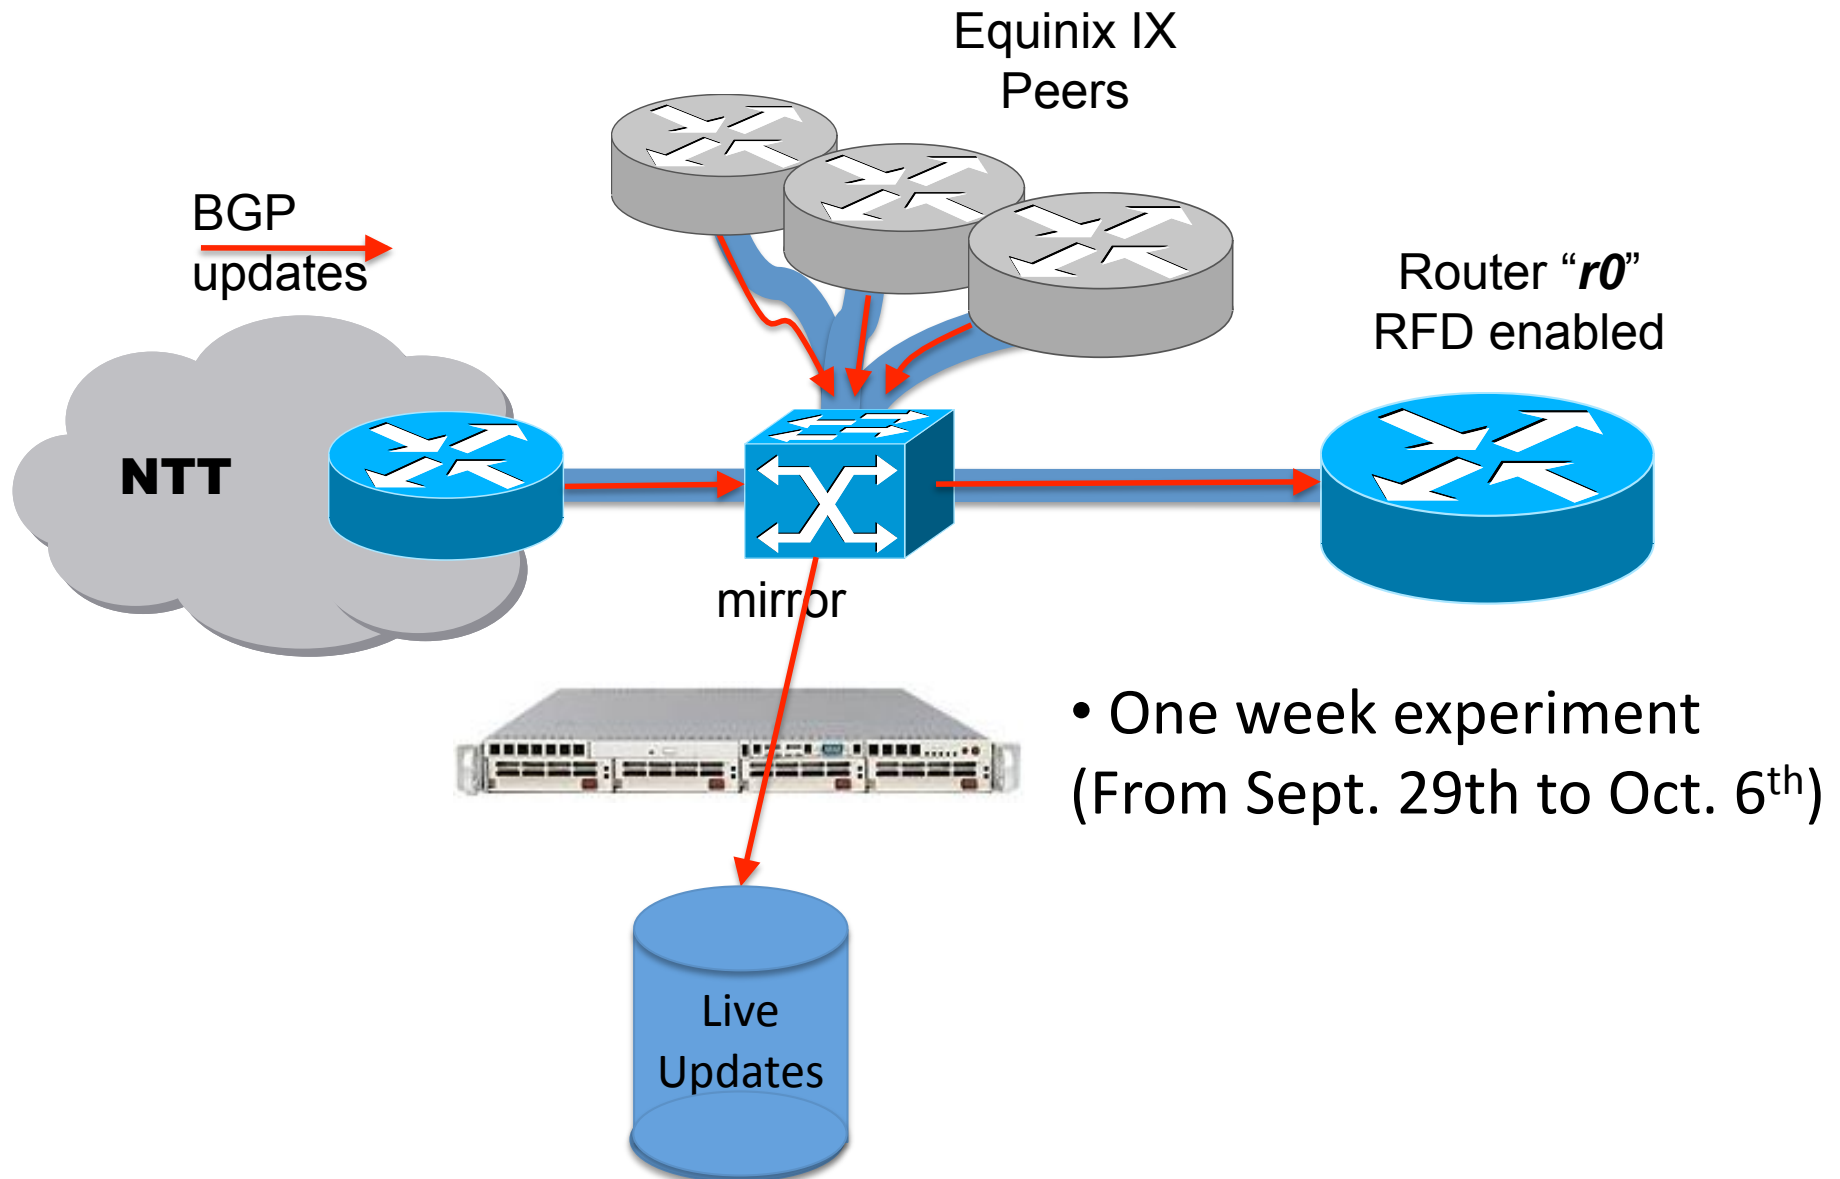 Equinix IX
Peers
BGP
updates
Router “r0”
RFD enabled
NTT
mirror
• One week experiment
(From Sept. 29th to Oct. 6th)
Live
Updates